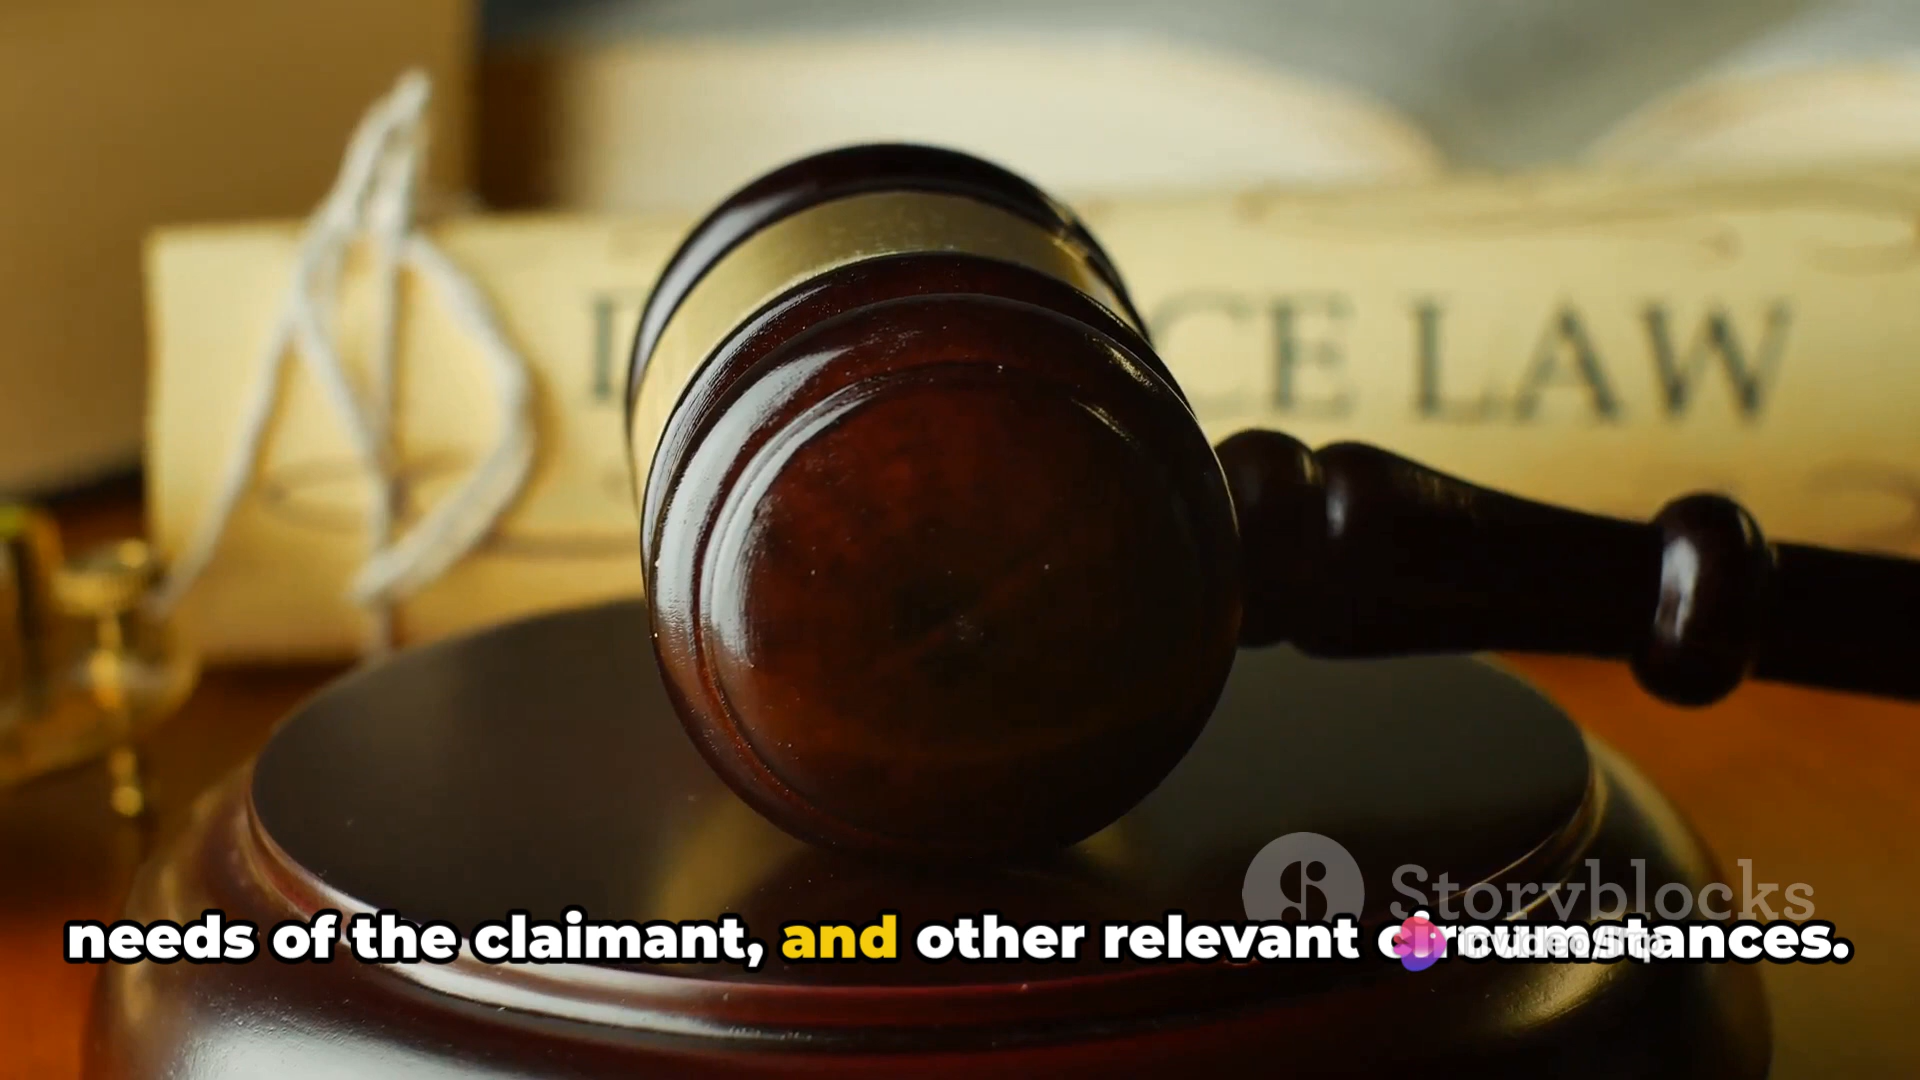 CE LAW
Storyblocks
needs of the claimant, and other relevant circumstances.